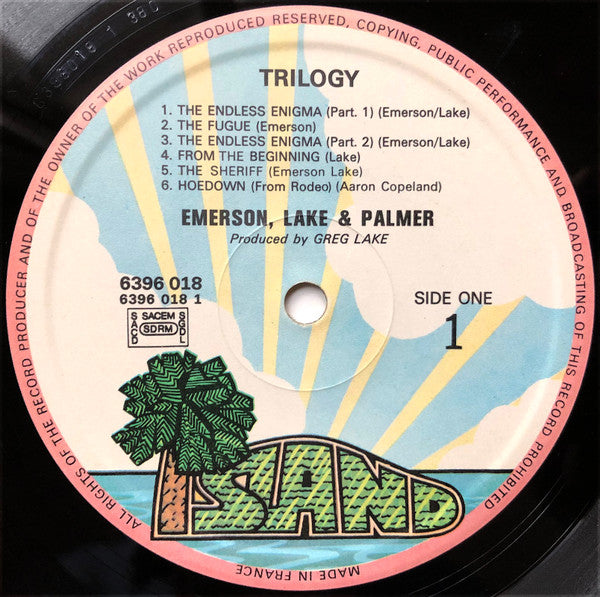 TRILOGY
1. THE ENDLESS ENIGMA (Part. 1) (Emerson/Lake)
2. THE FUGUE (Emerson)
3. THE ENDLESS ENIGMA (Part. 2) (Emerson/Lake)
4. FROM THE BEGINNING (Lake)
5. THE SHERIFF (Emerson Lake)
6. HOEDOWN (From Rodeo) (Aaron Copeland)
EMERSON, LAKE & PALMER
Produced by GREG LAKE
6396 018
6396 018 1
SACD SACEM SDRM SGDL
SIDE ONE
1
ISLAND
ALL RIGHTS OF THE RECORD PRODUCER AND OF THE OWNER OF THE WORK REPRODUCED RESERVED, COPYING, PUBLIC PERFORMANCE AND BROADCASTING OF THIS RECORD PROHIBITED
MADE IN FRANCE